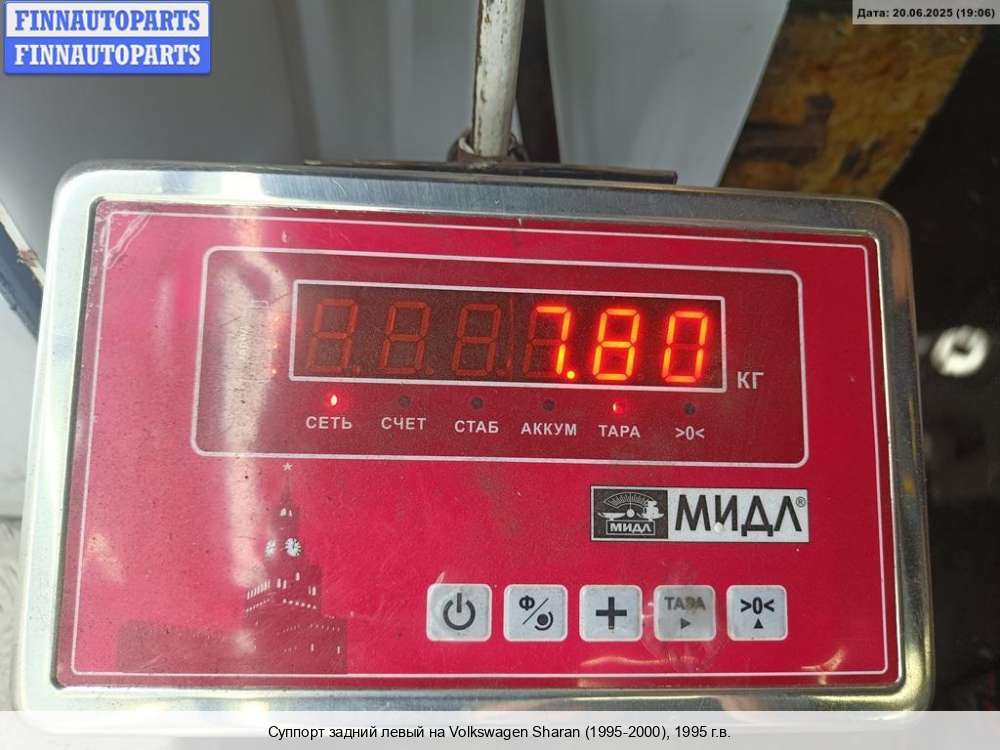 FINNAUTOPARTS
FINNAUTOPARTS
Дата: 20.06.2025 (19:06)
7.80
КГ
СЕТЬ СЧЕТ СТАБ АККУМ ТАРА >0<
МИДЛ МИДЛ®
Ф/ + ТАРА >0<
Суппорт задний левый на Volkswagen Sharan (1995-2000), 1995 г.в.